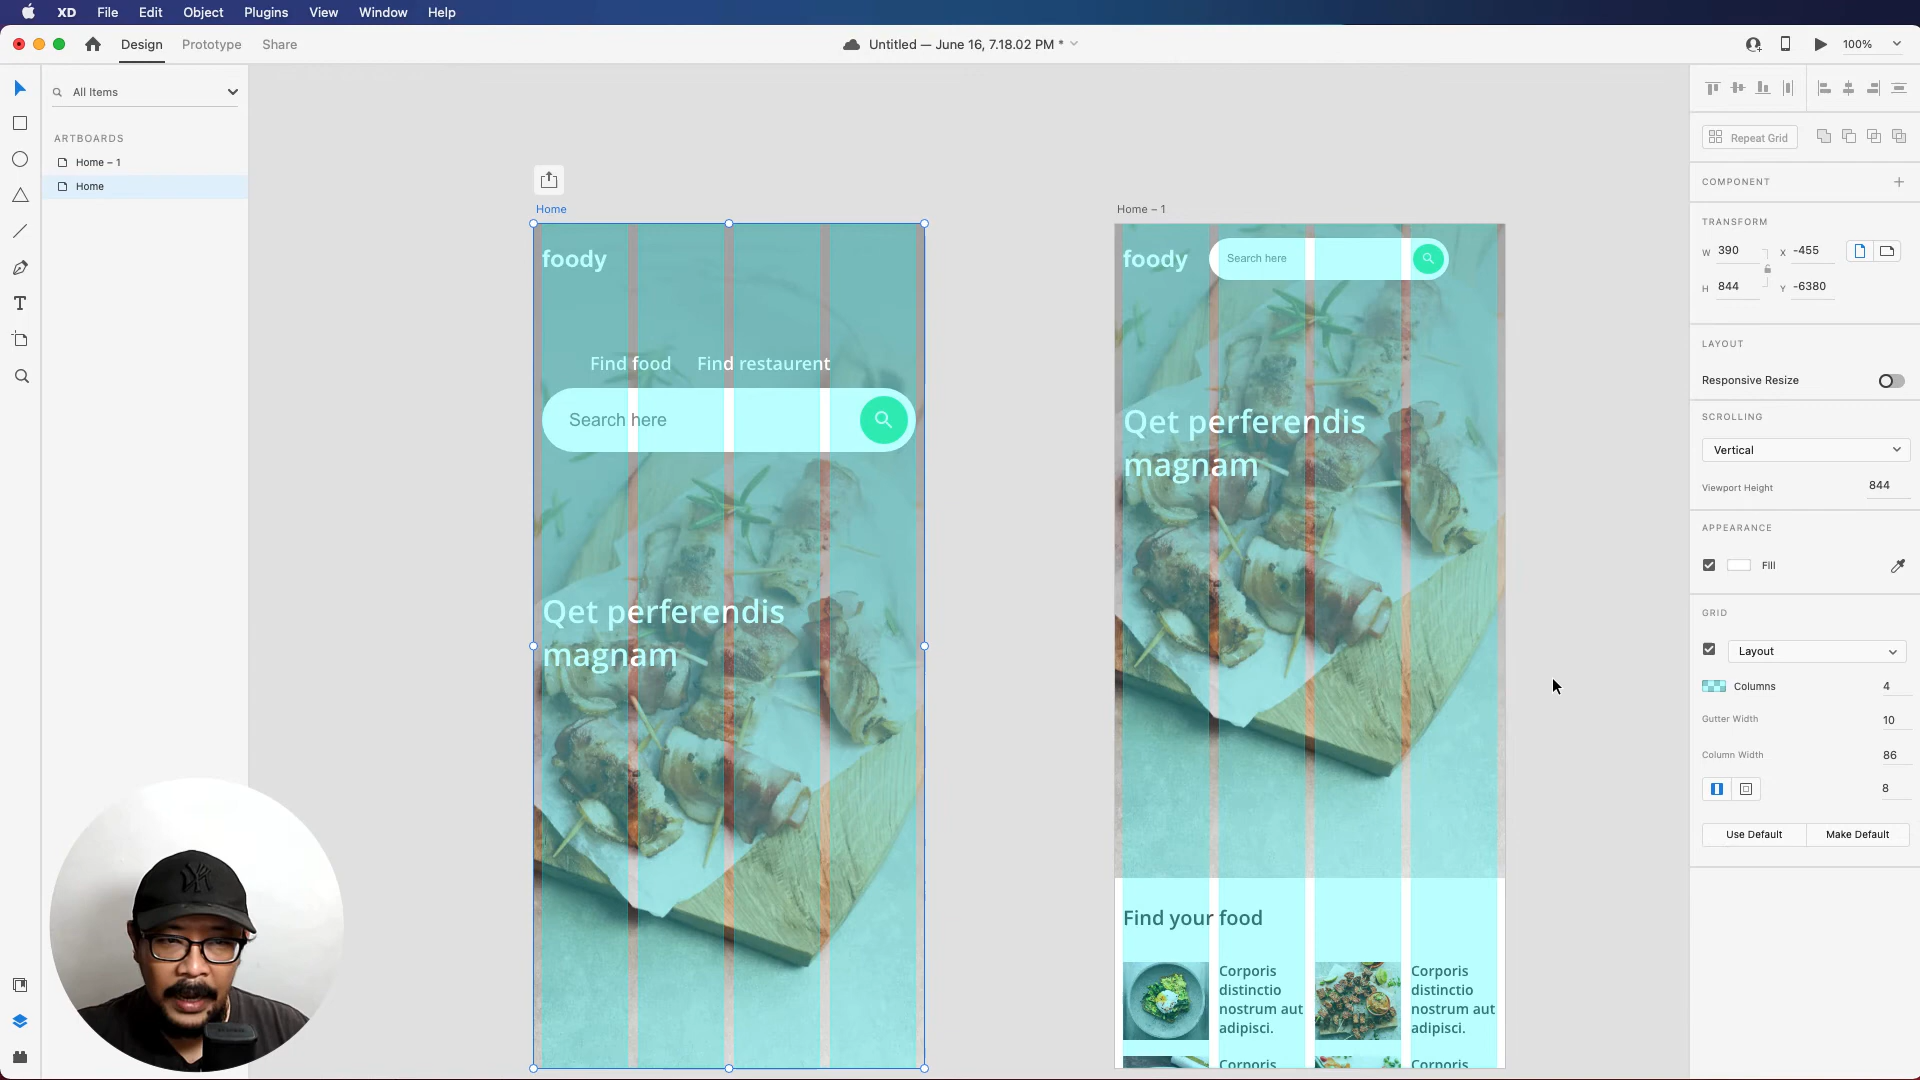 XD File Edit Object Plugins View Window Help
Design Prototype Share
Untitled — June 16, 7.18.02 PM *
100%
All Items
ARTBOARDS
Home – 1
Home
Home
foody
Find food Find restaurent
Search here
Qet perferendis
magnam
Home – 1
foody
Search here
Qet perferendis
magnam
Find your food
Corporis
distinctio
nostrum aut
adipisci.
Corporis
distinctio
nostrum aut
adipisci.
Corporis
Corporis
Repeat Grid
COMPONENT
TRANSFORM
W 390 X -455
H 844 Y -6380
LAYOUT
Responsive Resize
SCROLLING
Vertical
Viewport Height 844
APPEARANCE
Fill
GRID
Layout
Columns 4
Gutter Width 10
Column Width 86
8
Use Default Make Default